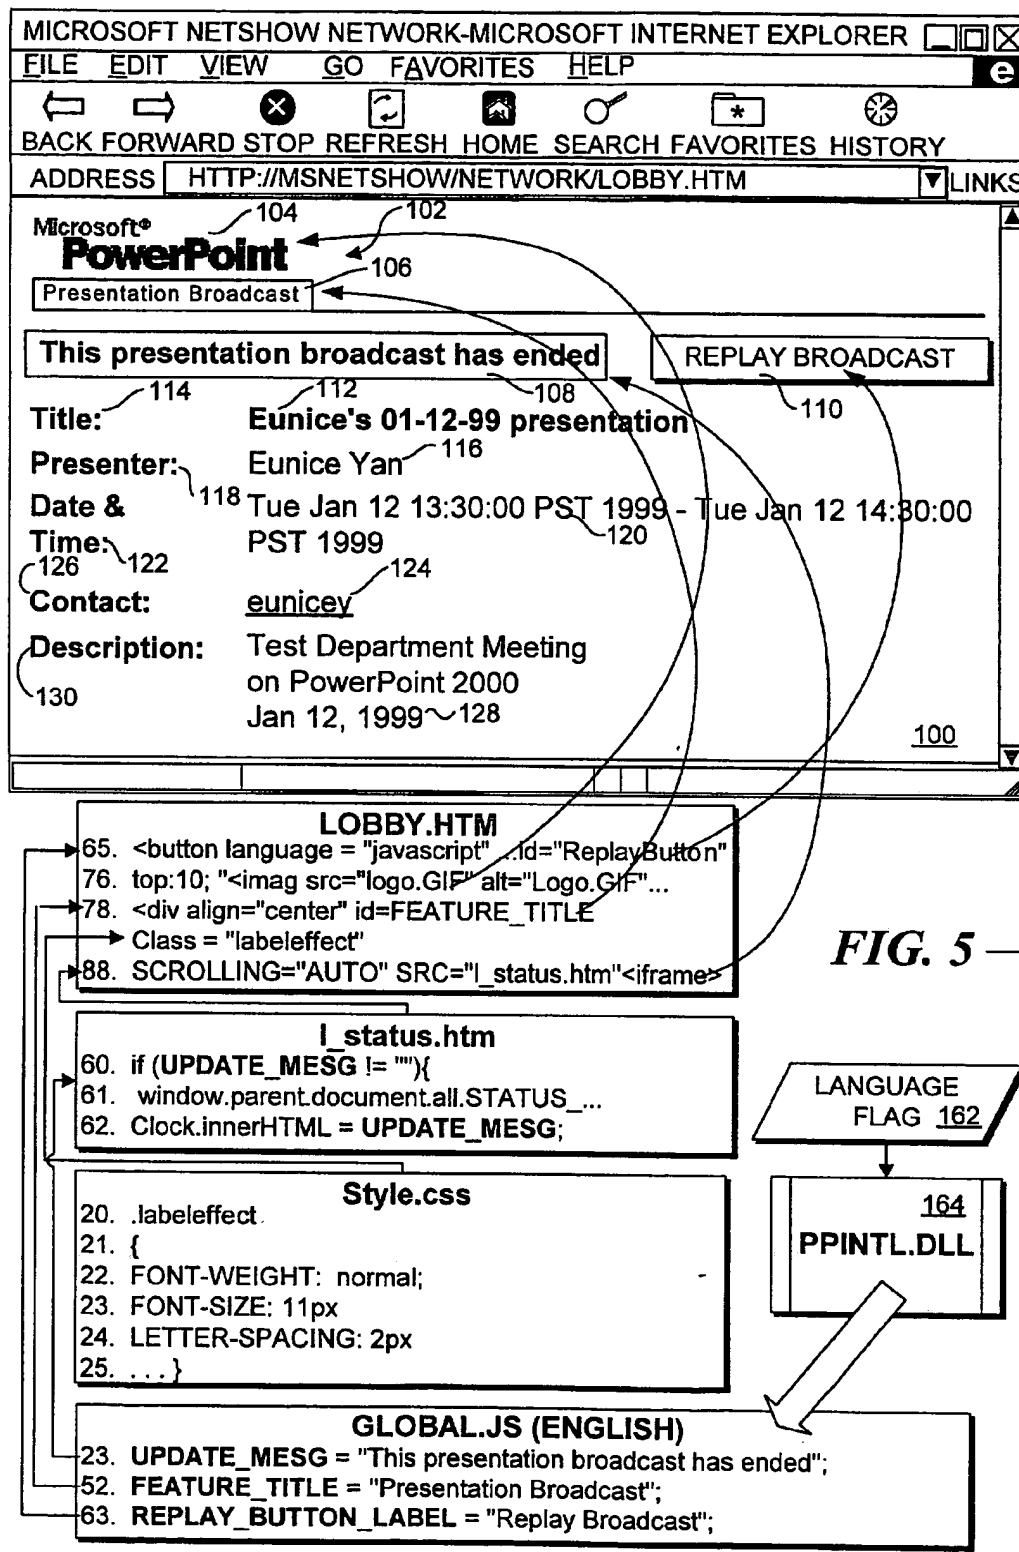 MICROSOFT NETSHOW NETWORK-MICROSOFT INTERNET EXPLORER
FILE EDIT VIEW GO FAVORITES HELP
e
BACK FORWARD STOP REFRESH HOME SEARCH FAVORITES HISTORY
ADDRESS HTTP://MSNETSHOW/NETWORK/LOBBY.HTM LINKS
104 102
Microsoft®
PowerPoint
106
Presentation Broadcast
This presentation broadcast has ended REPLAY BROADCAST
114 112 108 110
Title: Eunice's 01-12-99 presentation
Presenter: Eunice Yan 116
118
Date & Tue Jan 12 13:30:00 PST 1999 - Tue Jan 12 14:30:00
Time: 122 PST 1999 120
126 124
Contact: eunicey
Description: Test Department Meeting
130 on PowerPoint 2000
Jan 12, 1999 128
100
LOBBY.HTM
65. <button language = "javascript" ...id="ReplayButton"
76. top:10; "<imag src="logo.GIF" alt="Logo.GIF"...
78. <div align="center" id=FEATURE_TITLE
Class = "labeleffect"
88. SCROLLING="AUTO" SRC="l_status.htm"<iframe>
FIG. 5
l_status.htm
60. if (UPDATE_MESG != ""){
61. window.parent.document.all.STATUS_...
62. Clock.innerHTML = UPDATE_MESG;
LANGUAGE
FLAG 162
164
PPINTL.DLL
Style.css
20. .labeleffect
21. {
22. FONT-WEIGHT: normal;
23. FONT-SIZE: 11px
24. LETTER-SPACING: 2px
25. . . . }
GLOBAL.JS (ENGLISH)
23. UPDATE_MESG = "This presentation broadcast has ended";
52. FEATURE_TITLE = "Presentation Broadcast";
63. REPLAY_BUTTON_LABEL = "Replay Broadcast";